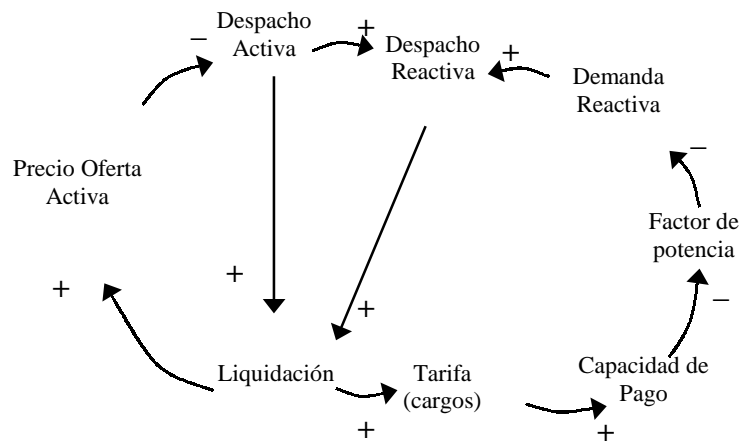 Despacho
Activa
Despacho
Reactiva
Demanda
Reactiva
Precio Oferta
Activa
Factor de
potencia
Liquidación
Tarifa
(cargos)
Capacidad de
Pago
−
+
+
−
+
+
−
+
+
+